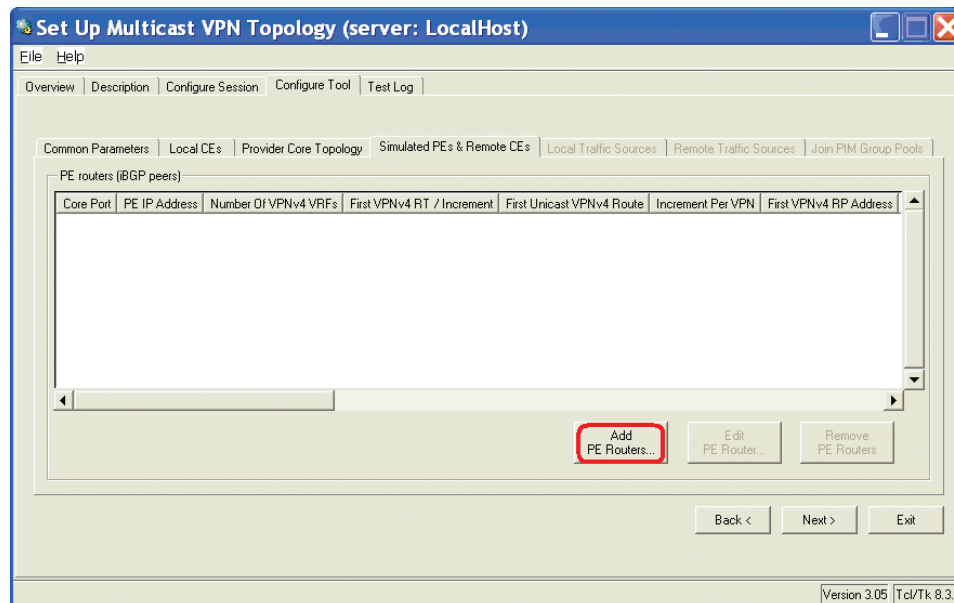 Set Up Multicast VPN Topology (server: LocalHost)
File Help
Overview Description Configure Session Configure Tool Test Log
Common Parameters Local CEs Provider Core Topology Simulated PEs & Remote CEs Local Traffic Sources Remote Traffic Sources Join PIM Group Pools
PE routers (iBGP peers)
Core Port PE IP Address Number Of VPNv4 VRFs First VPNv4 RT / Increment First Unicast VPNv4 Route Increment Per VPN First VPNv4 RP Address
Add
PE Routers...
Edit
PE Router...
Remove
PE Routers
Back < Next > Exit
Version 3.05 Tcl/Tk 8.3.